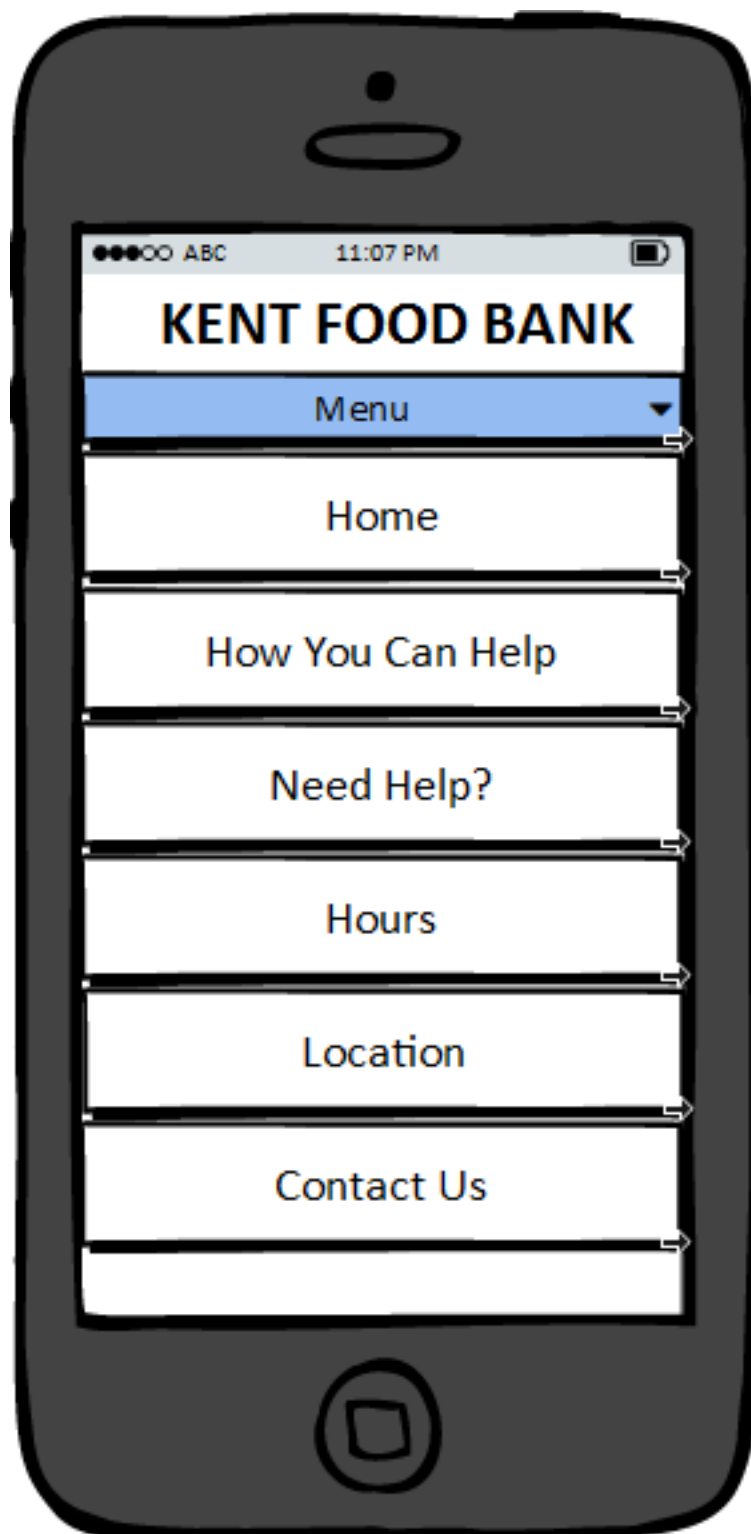 ABC 11:07 PM
KENT FOOD BANK
Menu
Home
How You Can Help
Need Help?
Hours
Location
Contact Us